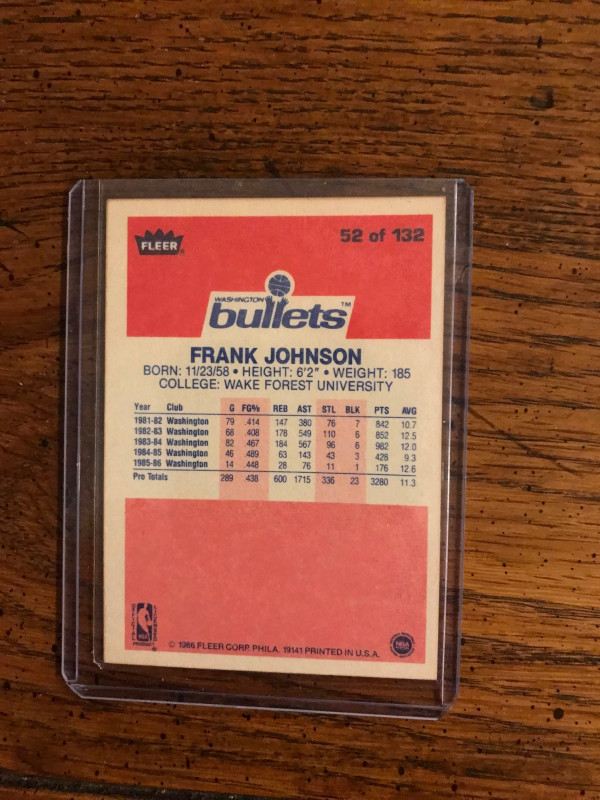 FLEER®
52 of 132
WASHINGTON
bullets™
FRANK JOHNSON
BORN: 11/23/58 • HEIGHT: 6'2" • WEIGHT: 185
COLLEGE: WAKE FOREST UNIVERSITY
Year Club G FG% REB AST STL BLK PTS AVG
1981-82 Washington 79 .414 147 380 76 7 842 10.7
1982-83 Washington 68 .408 178 549 110 6 852 12.5
1983-84 Washington 82 .467 184 567 96 6 982 12.0
1984-85 Washington 46 .489 63 143 43 3 428 9.3
1985-86 Washington 14 .448 28 76 11 1 176 12.6
Pro Totals 289 .438 600 1715 336 23 3280 11.3
NBA
PRODUCT
© 1986 FLEER CORP. PHILA. 19141 PRINTED IN U.S.A.
NBA